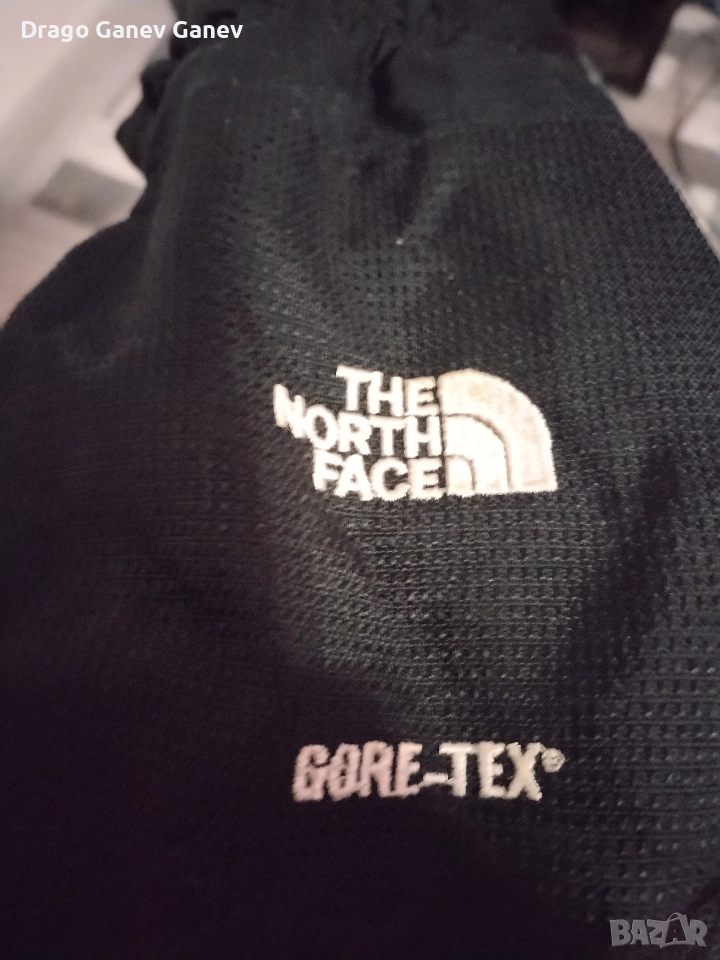 Drago Ganev Ganev
THE
NORTH
FACE
GORE-TEX®
BAZAR